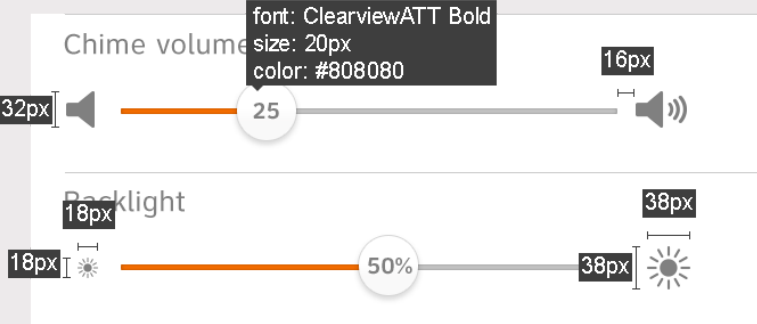 font: ClearviewATT Bold
Chime volume
size: 20px
color: #808080
16px
32px
25
Backlight
18px
38px
18px
50%
38px